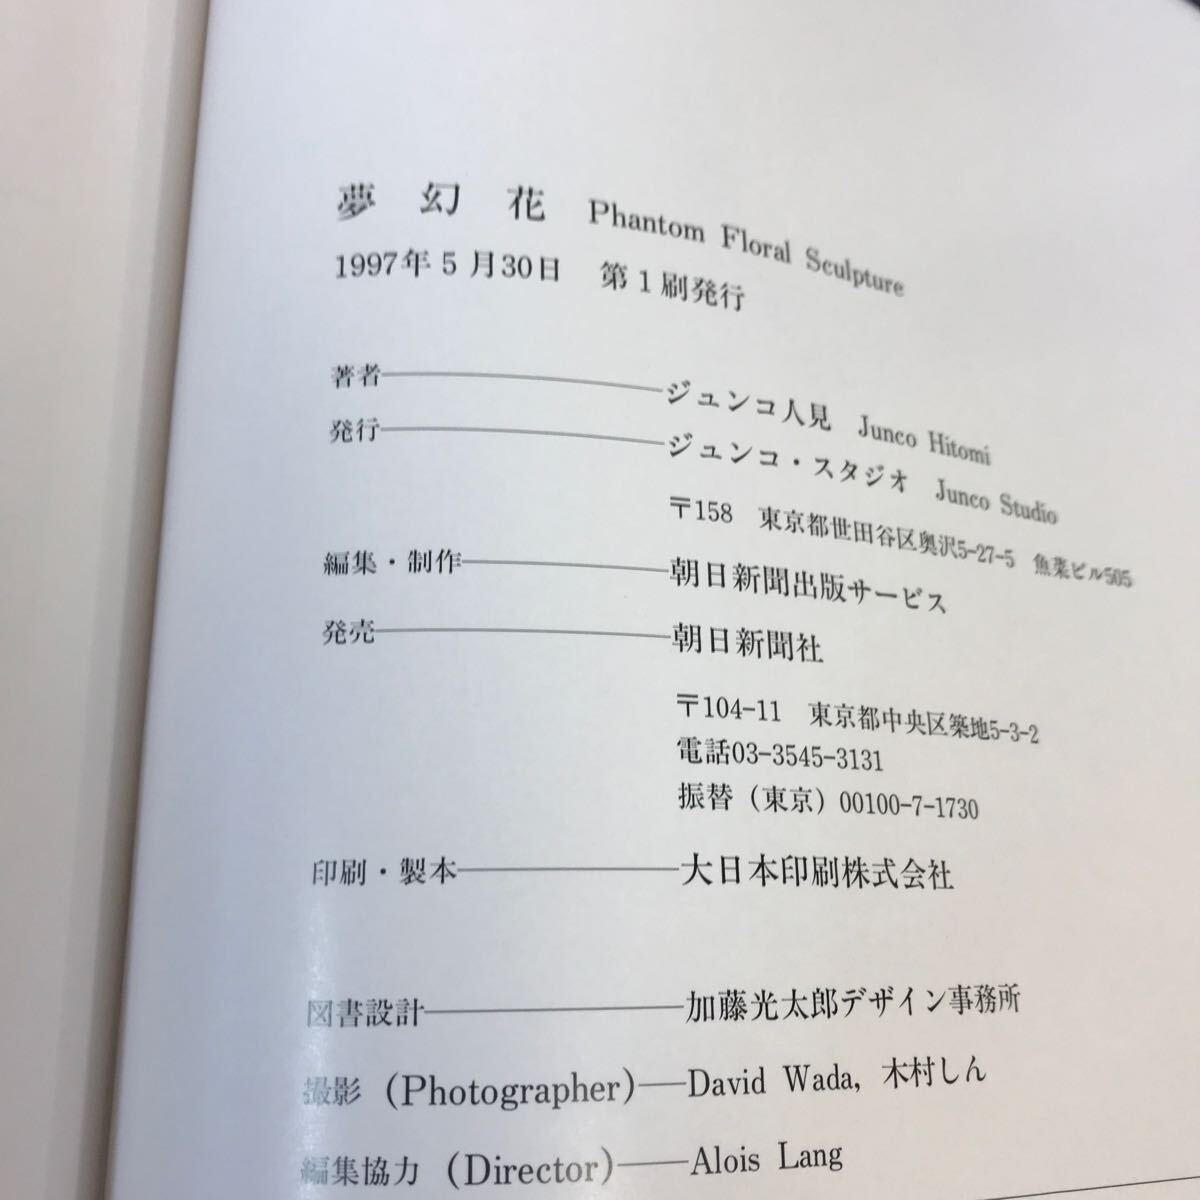 夢幻花 Phantom Floral Sculpture
1997年5月30日 第1刷発行
著者──ジュンコ人見 Junco Hitomi
発行──ジュンコ・スタジオ Junco Studio
〒158 東京都世田谷区奥沢5-27-5 魚菜ビル505
編集・制作──朝日新聞出版サービス
発売──朝日新聞社
〒104-11 東京都中央区築地5-3-2
電話03-3545-3131
振替（東京）00100-7-1730
印刷・製本──大日本印刷株式会社
図書設計──加藤光太郎デザイン事務所
撮影 (Photographer)──David Wada, 木村しん
編集協力 (Director)──Alois Lang